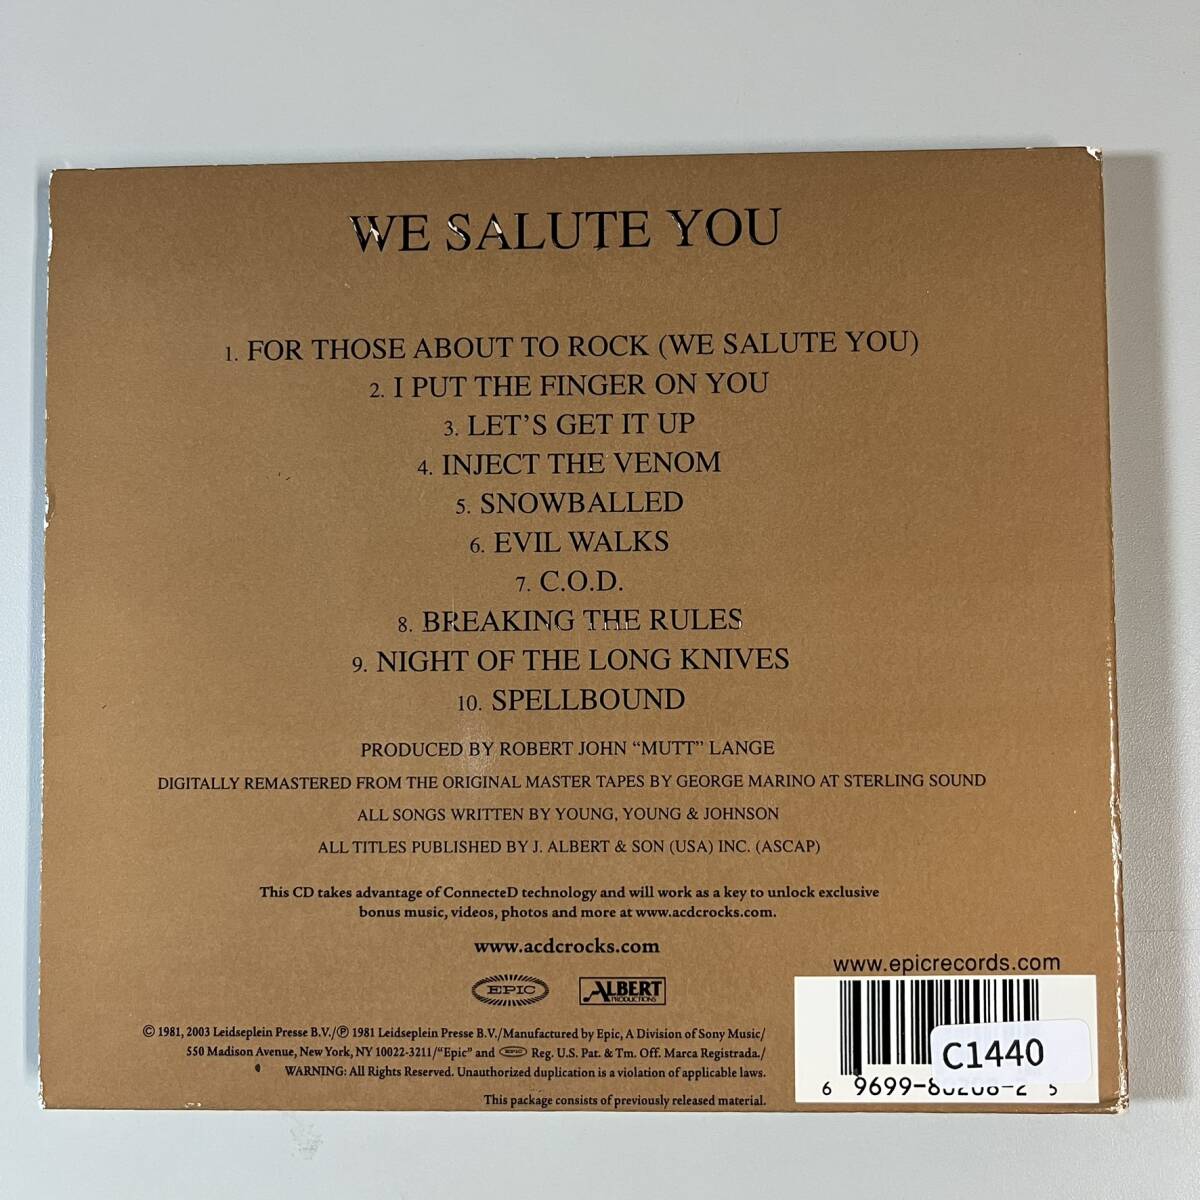 WE SALUTE YOU
1. FOR THOSE ABOUT TO ROCK (WE SALUTE YOU)
2. I PUT THE FINGER ON YOU
3. LET'S GET IT UP
4. INJECT THE VENOM
5. SNOWBALLED
6. EVIL WALKS
7. C.O.D.
8. BREAKING THE RULES
9. NIGHT OF THE LONG KNIVES
10. SPELLBOUND
PRODUCED BY ROBERT JOHN “MUTT” LANGE
DIGITALLY REMASTERED FROM THE ORIGINAL MASTER TAPES BY GEORGE MARINO AT STERLING SOUND
ALL SONGS WRITTEN BY YOUNG, YOUNG & JOHNSON
ALL TITLES PUBLISHED BY J. ALBERT & SON (USA) INC. (ASCAP)
This CD takes advantage of ConnecteD technology and will work as a key to unlock exclusive
bonus music, videos, photos and more at www.acdcrocks.com.
www.acdcrocks.com
EPIC
ALBERT
PRODUCTIONS
www.epicrecords.com
© 1981, 2003 Leidseplein Presse B.V./℗ 1981 Leidseplein Presse B.V./Manufactured by Epic, A Division of Sony Music/
550 Madison Avenue, New York, NY 10022-3211/"Epic" and EPIC Reg. U.S. Pat. & Tm. Off. Marca Registrada./
WARNING: All Rights Reserved. Unauthorized duplication is a violation of applicable laws.
This package consists of previously released material.
C1440
6 9699-80208-2 5